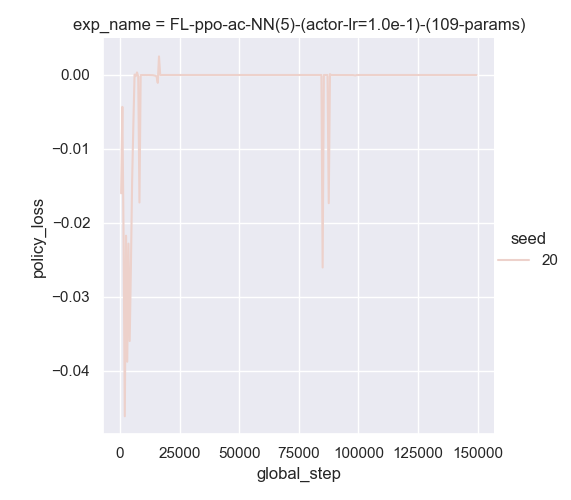 exp_name = FL-ppo-ac-NN(5)-(actor-lr=1.0e-1)-(109-params)
0.00
−0.01
−0.02
−0.03
−0.04
policy_loss
0 25000 50000 75000 100000 125000 150000
global_step
seed
20